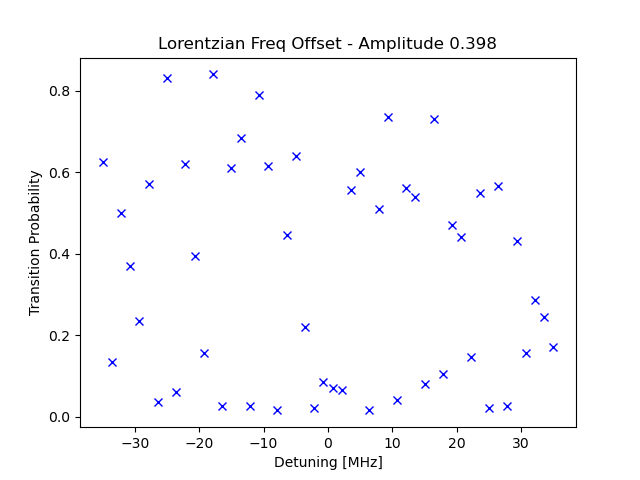 Lorentzian Freq Offset - Amplitude 0.398
Transition Probability
0.8
0.6
0.4
0.2
0.0
−30 −20 −10 0 10 20 30
Detuning [MHz]